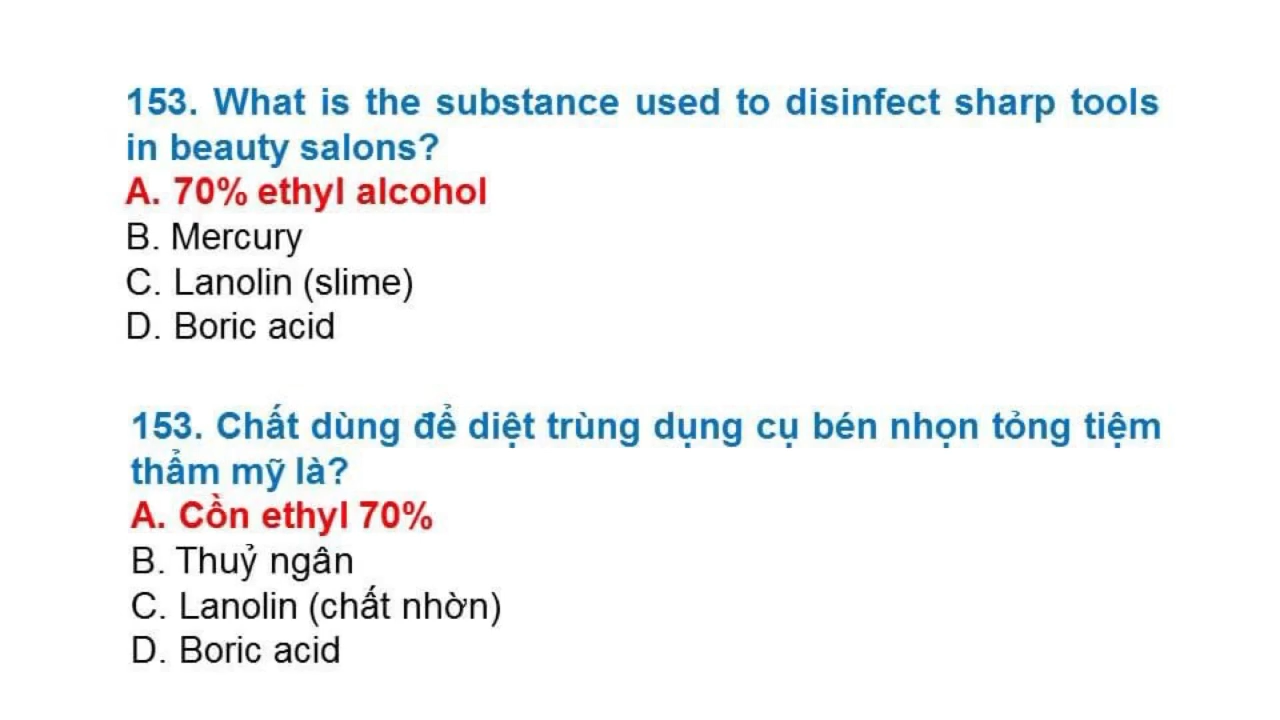 153. What is the substance used to disinfect sharp tools
in beauty salons?
A. 70% ethyl alcohol
B. Mercury
C. Lanolin (slime)
D. Boric acid
153. Chất dùng để diệt trùng dụng cụ bén nhọn tỏng tiệm
thẩm mỹ là?
A. Cồn ethyl 70%
B. Thuỷ ngân
C. Lanolin (chất nhờn)
D. Boric acid